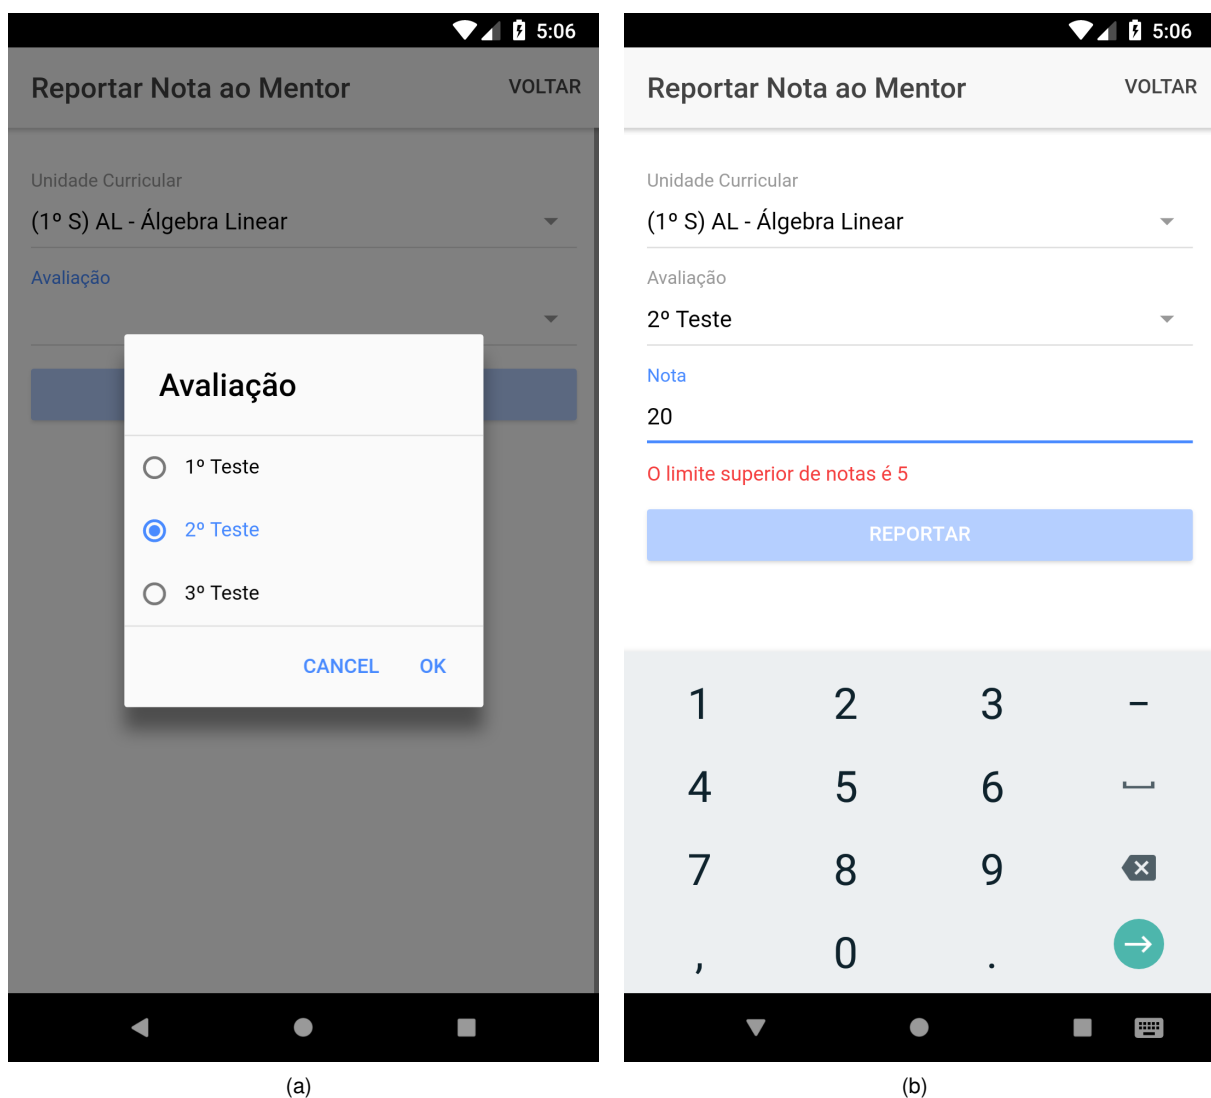 5:06
Reportar Nota ao Mentor
VOLTAR
Unidade Curricular
(1º S) AL - Álgebra Linear
Avaliação
Avaliação
1º Teste
2º Teste
3º Teste
CANCEL OK
(a)
5:06
Reportar Nota ao Mentor
VOLTAR
Unidade Curricular
(1º S) AL - Álgebra Linear
Avaliação
2º Teste
Nota
20
O limite superior de notas é 5
REPORTAR
1 2 3 –
4 5 6
7 8 9
, 0 .
(b)